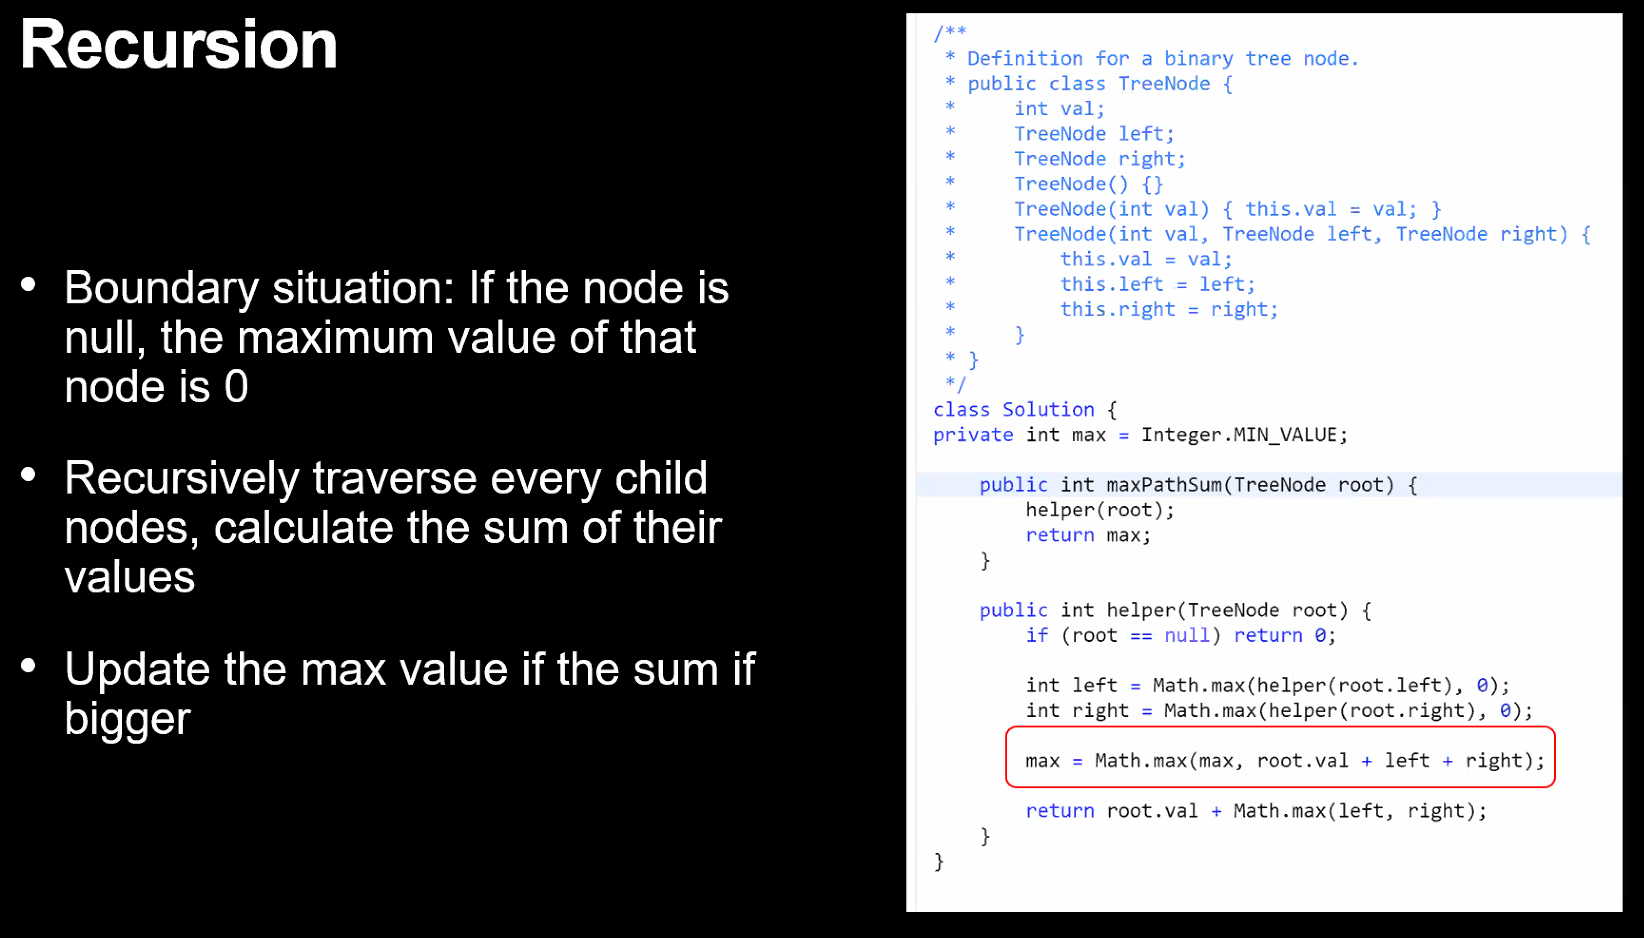 Recursion
• Boundary situation: If the node is
null, the maximum value of that
node is 0
• Recursively traverse every child
nodes, calculate the sum of their
values
• Update the max value if the sum if
bigger
/**
 * Definition for a binary tree node.
 * public class TreeNode {
 *     int val;
 *     TreeNode left;
 *     TreeNode right;
 *     TreeNode() {}
 *     TreeNode(int val) { this.val = val; }
 *     TreeNode(int val, TreeNode left, TreeNode right) {
 *         this.val = val;
 *         this.left = left;
 *         this.right = right;
 *     }
 * }
 */
class Solution {
private int max = Integer.MIN_VALUE;
    public int maxPathSum(TreeNode root) {
        helper(root);
        return max;
    }
    public int helper(TreeNode root) {
        if (root == null) return 0;
        int left = Math.max(helper(root.left), 0);
        int right = Math.max(helper(root.right), 0);
        max = Math.max(max, root.val + left + right);
        return root.val + Math.max(left, right);
    }
}